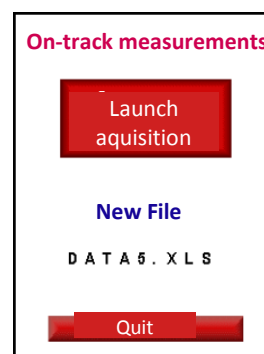 On-track measurements
Launch
aquisition
New File
DATA5.XLS
Quit